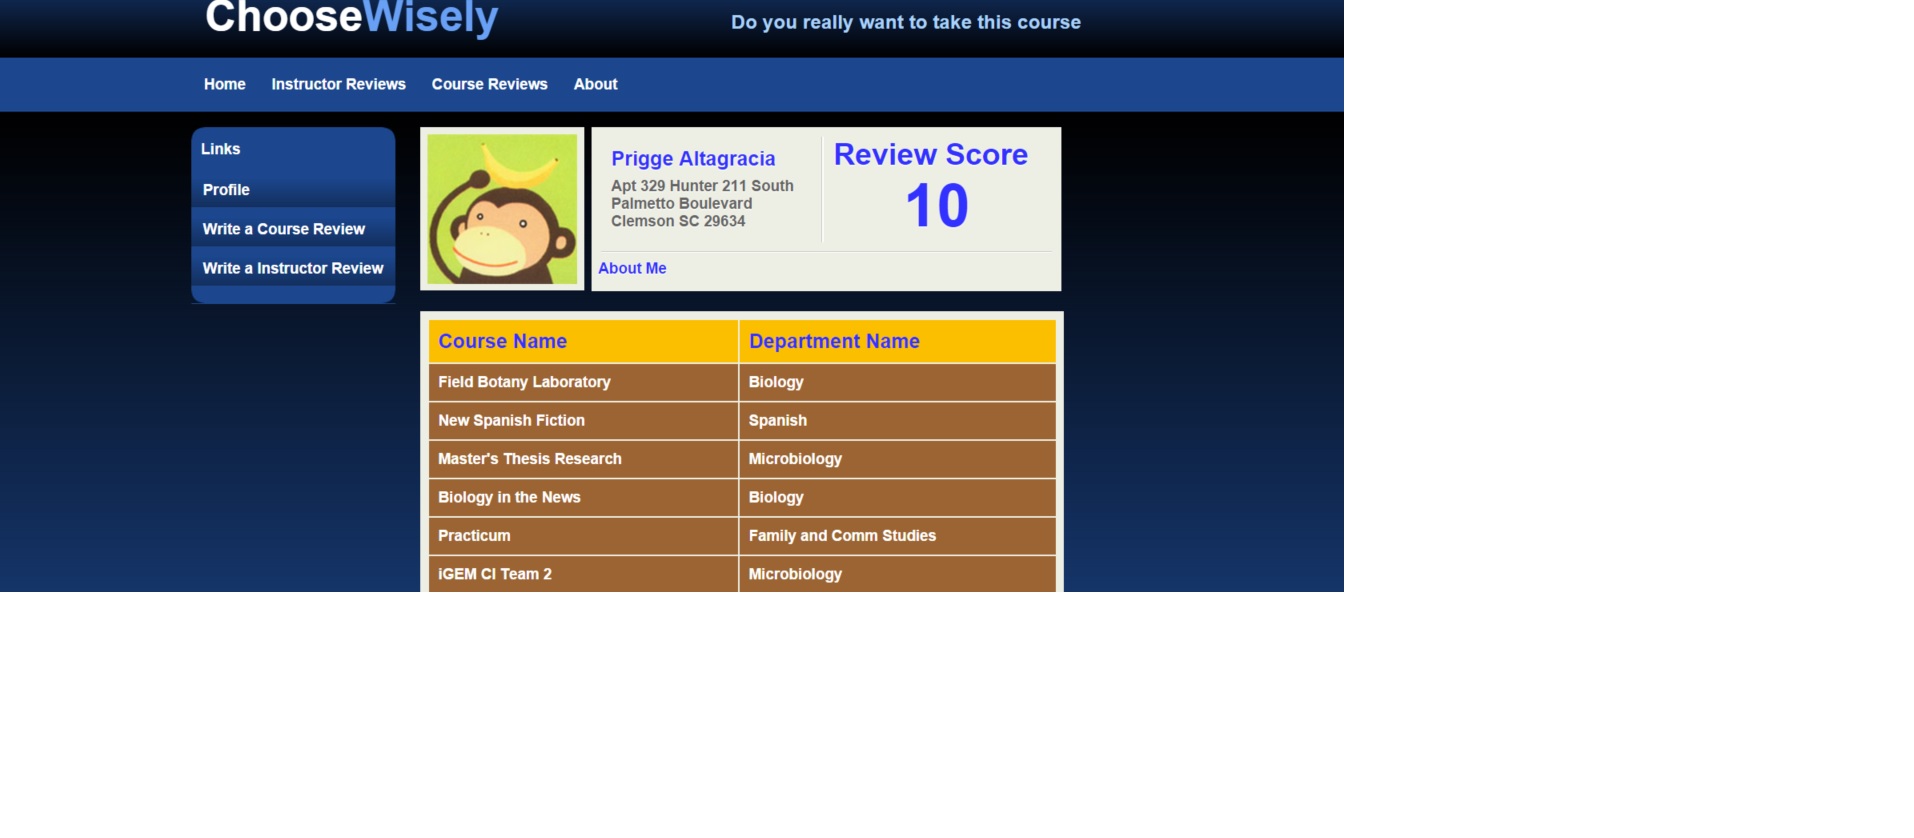 ChooseWisely
Do you really want to take this course
Home Instructor Reviews Course Reviews About
Links
Profile
Write a Course Review
Write a Instructor Review
Prigge Altagracia
Apt 329 Hunter 211 South
Palmetto Boulevard
Clemson SC 29634
Review Score
10
About Me
Course Name Department Name
Field Botany Laboratory Biology
New Spanish Fiction Spanish
Master's Thesis Research Microbiology
Biology in the News Biology
Practicum Family and Comm Studies
iGEM CI Team 2 Microbiology